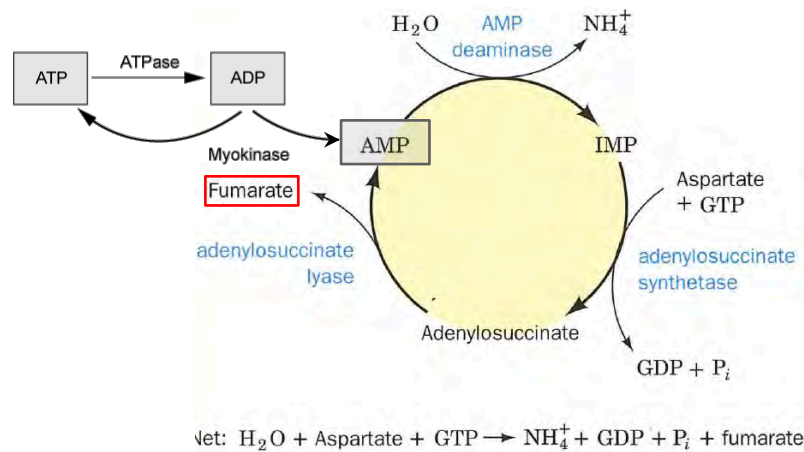 H₂O
AMP
deaminase
NH₄⁺
ATP
ATPase
ADP
Myokinase
AMP
IMP
Fumarate
Aspartate
+ GTP
adenylosuccinate
lyase
adenylosuccinate
synthetase
Adenylosuccinate
GDP + Pᵢ
Net: H₂O + Aspartate + GTP → NH₄⁺ + GDP + Pᵢ + fumarate